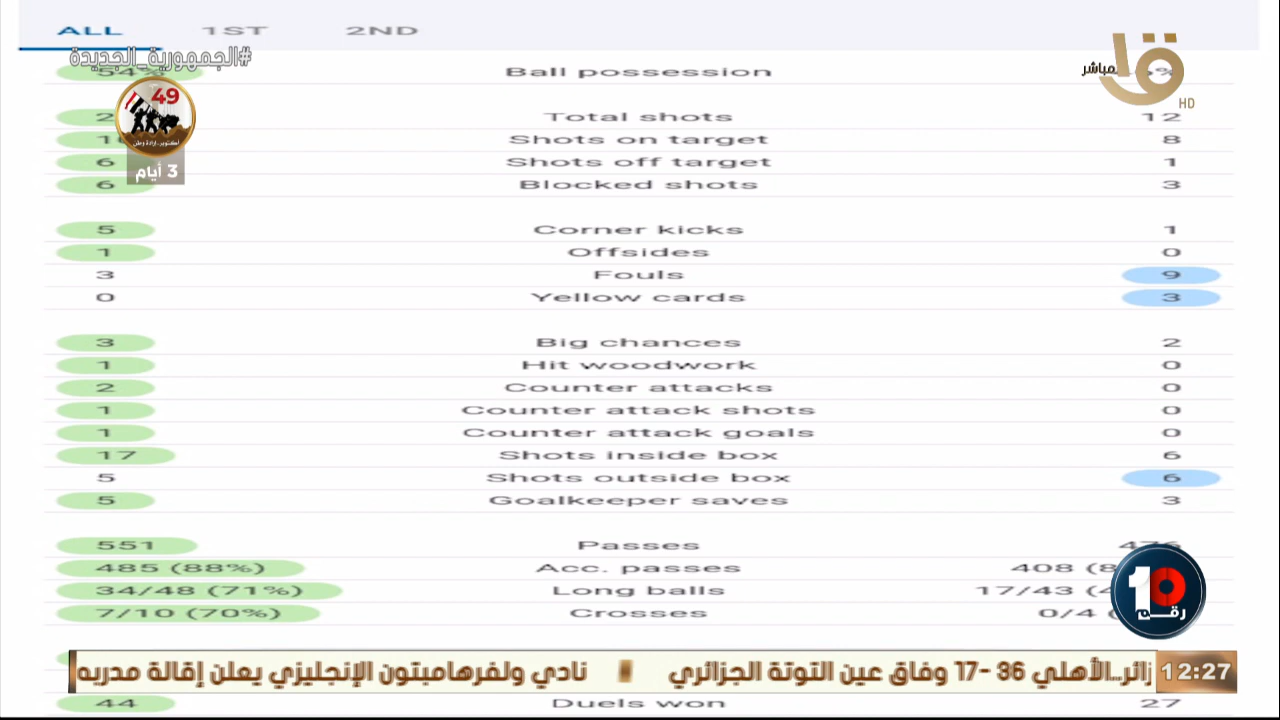 ALL 1ST 2ND
#الجمهورية_الجديدة
مباشر
HD
54% Ball possession
49
أكتوبر..إرادة وطن
3 أيام
Total shots 12
Shots on target 8
6 Shots off target 1
6 Blocked shots 3
5 Corner kicks 1
1 Offsides 0
3 Fouls 9
0 Yellow cards 3
3 Big chances 2
1 Hit woodwork 0
2 Counter attacks 0
1 Counter attack shots 0
1 Counter attack goals 0
17 Shots inside box 6
5 Shots outside box 6
5 Goalkeeper saves 3
551 Passes 476
485 (88%) Acc. passes 408
34/48 (71%) Long balls 17/43
7/10 (70%) Crosses 0/4
رقم 10
زائر..الأهلي 36 -17 وفاق عين التوتة الجزائري نادي ولفرهامبتون الإنجليزي يعلن إقالة مدربه
12:27
44 Duels won 27